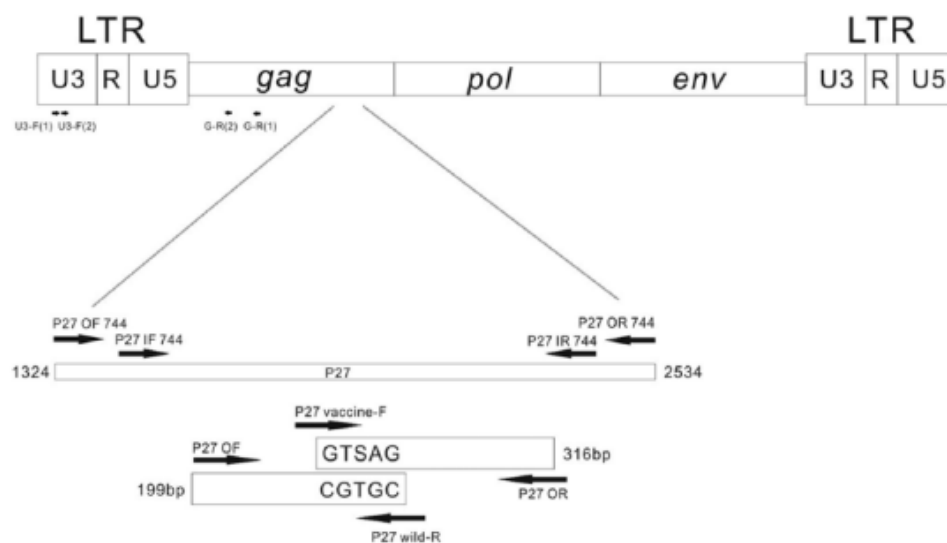 LTR LTR
U3 R U5 gag pol env U3 R U5
U3-F(1) U3-F(2) G-R(2) G-R(1)
P27 OF 744 P27 OR 744
P27 IF 744 P27 IR 744
1324 P27 2534
P27 vaccine-F
P27 OF GTSAG 316bp
199bp CGTGC P27 OR
P27 wild-R